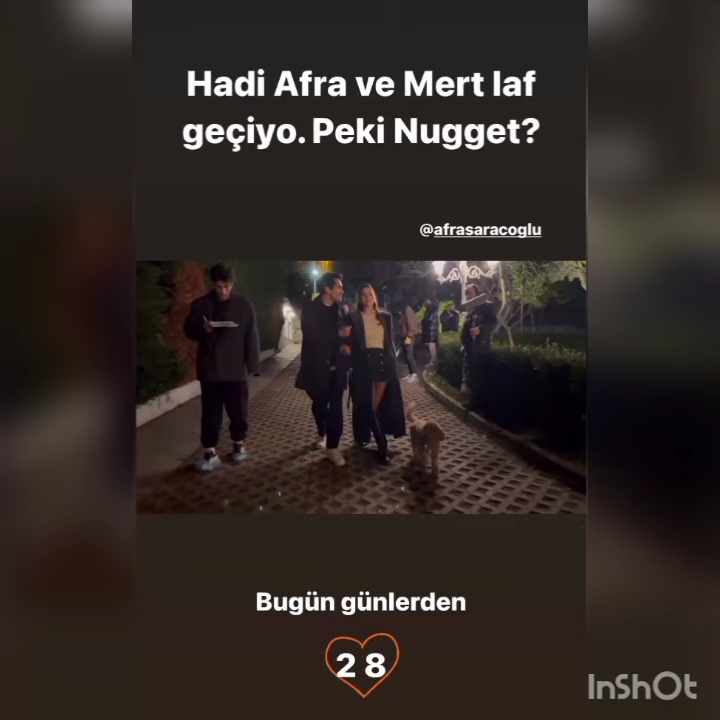 Hadi Afra ve Mert laf
geçiyo. Peki Nugget?
@afrasaracoglu
Bugün günlerden
28
InShOt